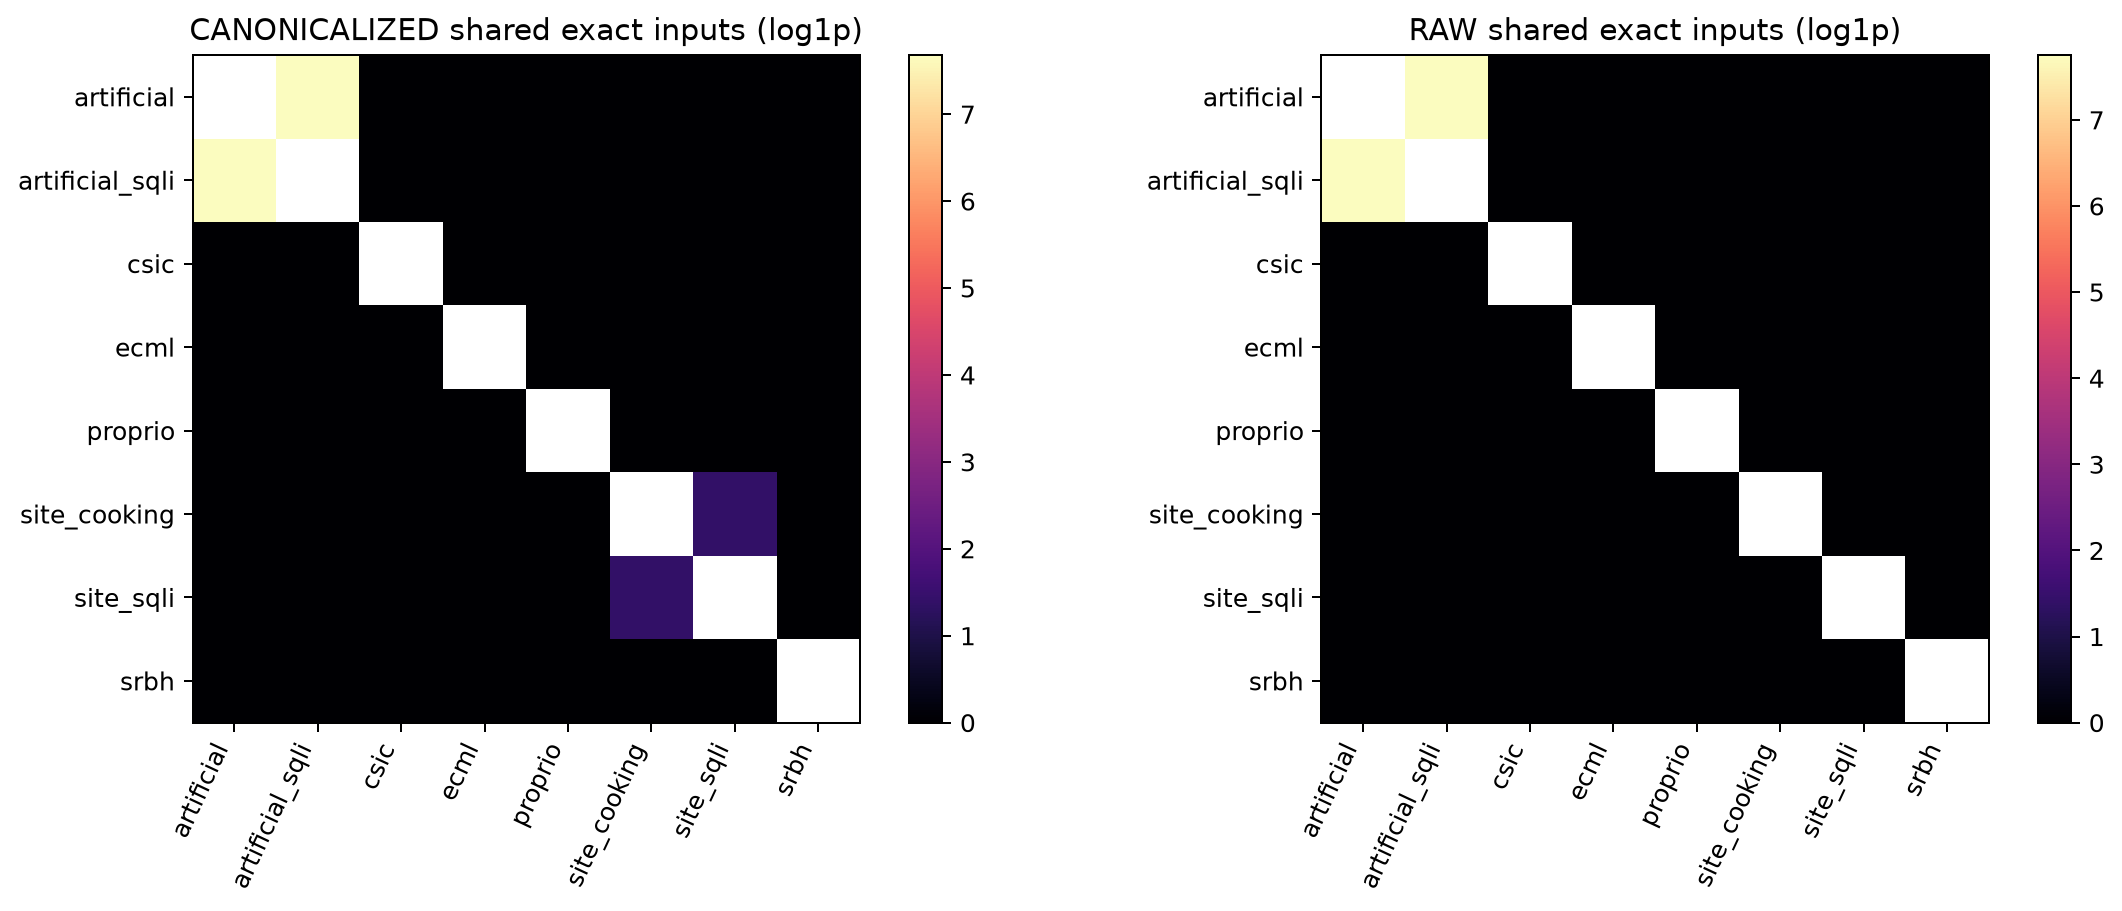 CANONICALIZED shared exact inputs (log1p)
artificial
artificial_sqli
csic
ecml
proprio
site_cooking
site_sqli
srbh
artificial
artificial_sqli
csic
ecml
proprio
site_cooking
site_sqli
srbh
7
6
5
4
3
2
1
0
RAW shared exact inputs (log1p)
artificial
artificial_sqli
csic
ecml
proprio
site_cooking
site_sqli
srbh
artificial
artificial_sqli
csic
ecml
proprio
site_cooking
site_sqli
srbh
7
6
5
4
3
2
1
0